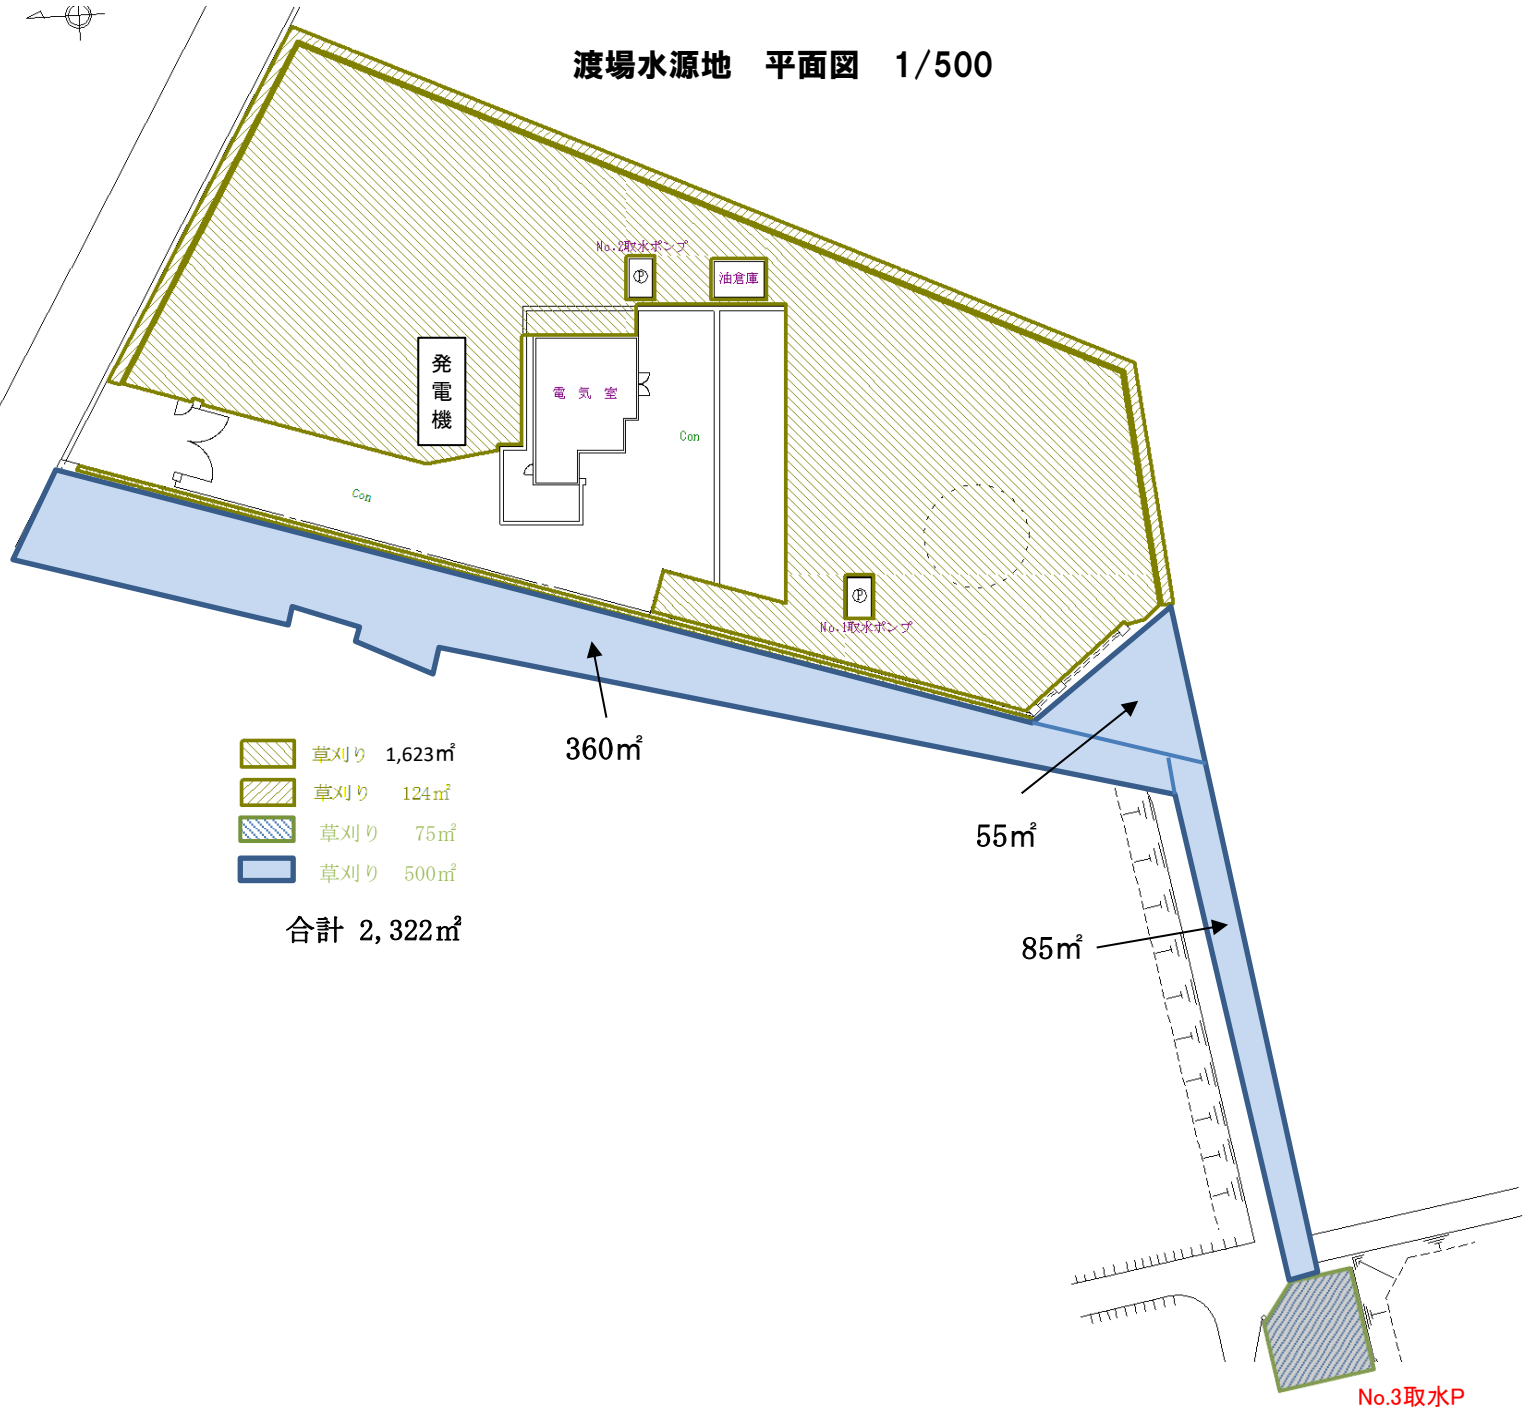 渡場水源地　平面図　1/500
No.2取水ポンプ
Ⓟ
油倉庫
発電機
電 気 室
Con
Con
Ⓟ
No.1取水ポンプ
360㎡
草刈り 1,623㎡
草刈り 124㎡
草刈り 75㎡
草刈り 500㎡
合計 2,322㎡
55㎡
85㎡
No.3取水P